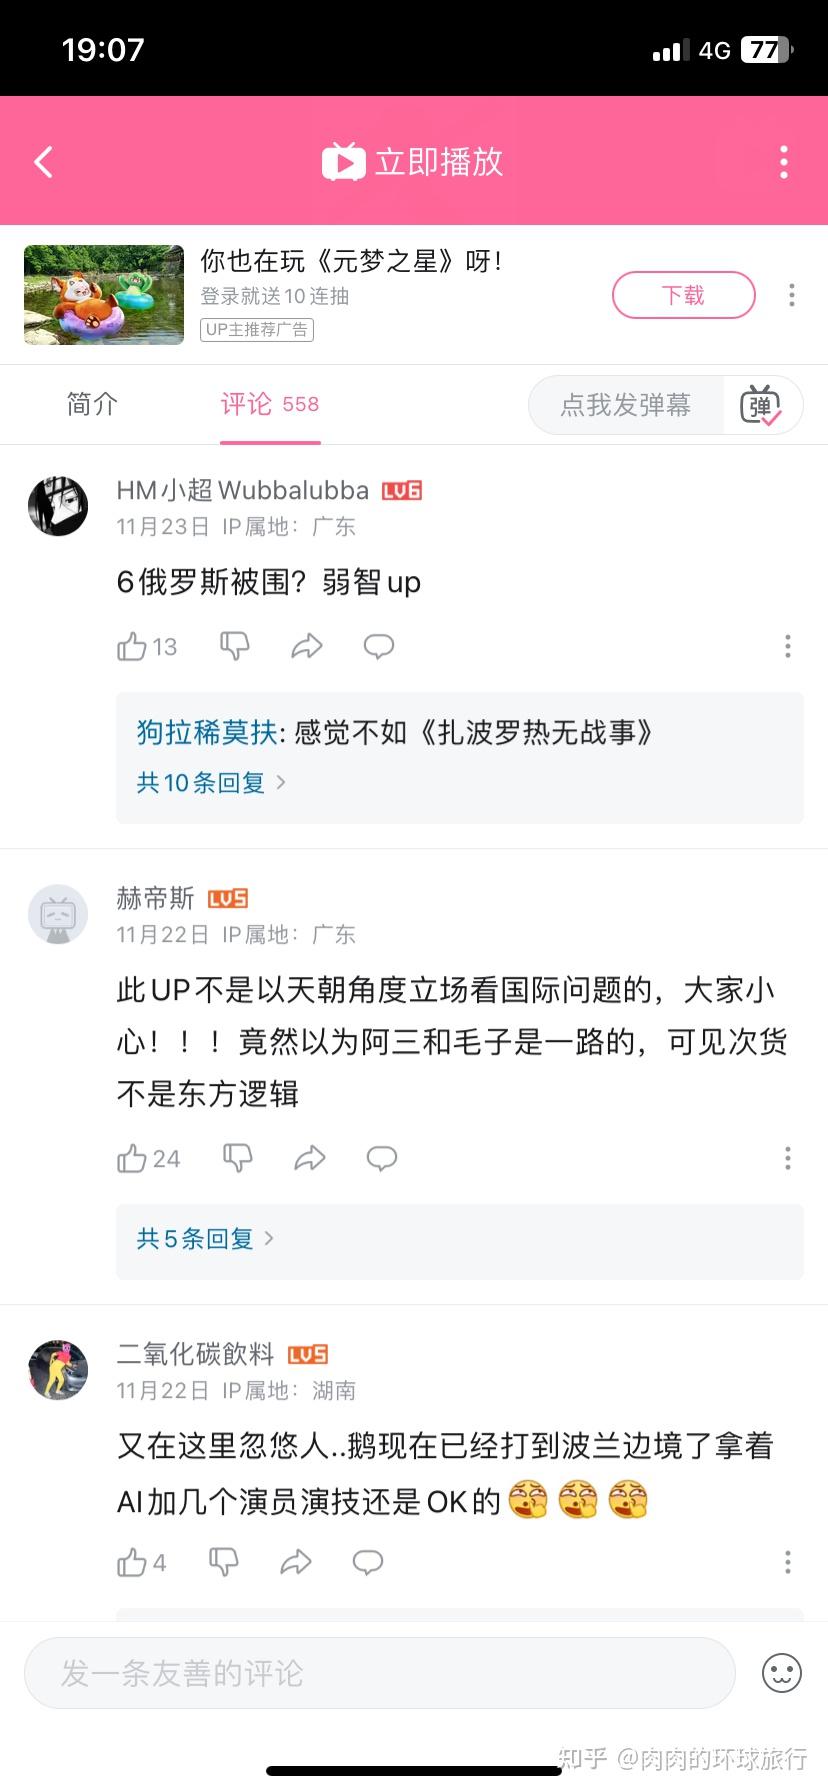 19:07
4G 77
立即播放
你也在玩《元梦之星》呀！
登录就送10连抽
下载
UP主推荐广告
简介
评论 558
点我发弹幕
弹
HM小超Wubbalubba LV6
11月23日 IP属地：广东
6俄罗斯被围？弱智up
13
狗拉稀莫扶: 感觉不如《扎波罗热无战事》
共10条回复 >
赫帝斯 LV5
11月22日 IP属地：广东
此UP不是以天朝角度立场看国际问题的，大家小
心！！！竟然以为阿三和毛子是一路的，可见次货
不是东方逻辑
24
共5条回复 >
二氧化碳飲料 LV5
11月22日 IP属地：湖南
又在这里忽悠人..鹅现在已经打到波兰边境了拿着
AI加几个演员演技还是OK的
4
发一条友善的评论
知乎 @肉肉的环球旅行